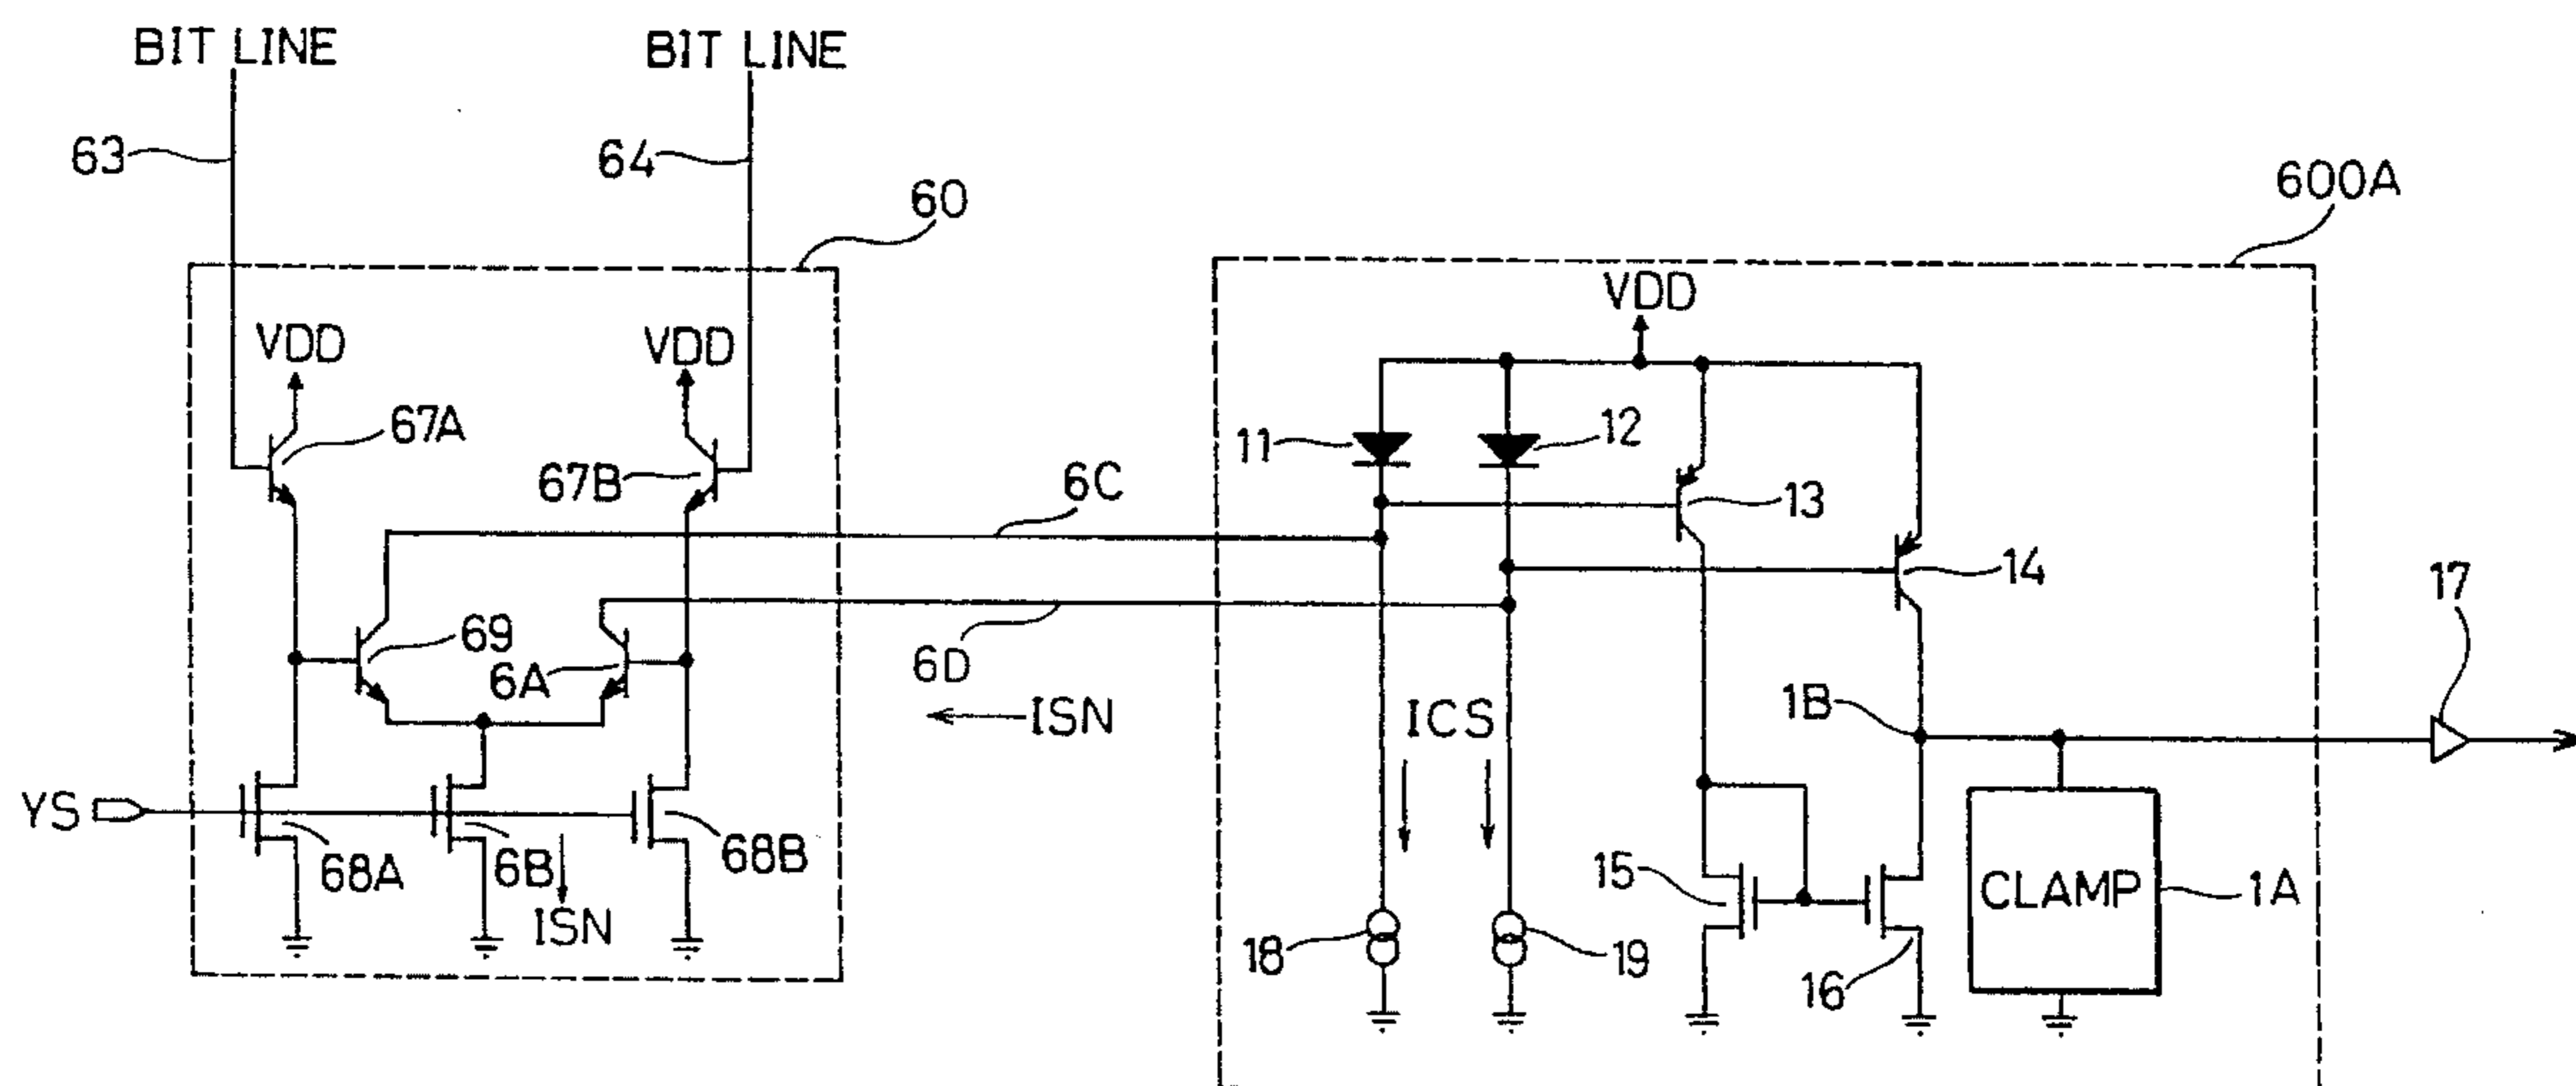 BIT LINE
BIT LINE
63
64
60
600A
VDD
VDD
VDD
67A
67B
6C
11
12
13
14
17
69
6A
6D
ISN
ICS
1B
YS
68A
6B
ISN
68B
15
16
CLAMP
1A
18
19